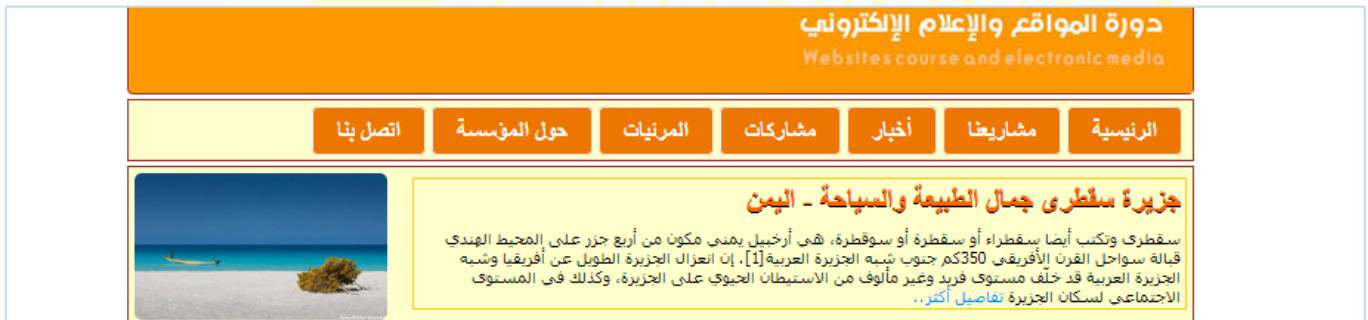 دورة المواقع والإعلام الإلكتروني
Websites course and electronic media
الرئيسية مشاريعنا أخبار مشاركات المرئيات حول المؤسسة اتصل بنا
جزيرة سقطرى جمال الطبيعة والسياحة - اليمن
سقطرى وتكتب أيضا سقطراء أو سقطرة أو سوقطرة، هي أرخبيل يمني مكون من أربع جزر على المحيط الهندي
قبالة سواحل القرن الأفريقي 350كم جنوب شبه الجزيرة العربية[1]. إن انعزال الجزيرة الطويل عن أفريقيا وشبه
الجزيرة العربية قد خلّف مستوى فريد وغير مألوف من الاستيطان الحيوي على الجزيرة، وكذلك في المستوى
الاجتماعي لسكان الجزيرة تفاصيل أكثر..